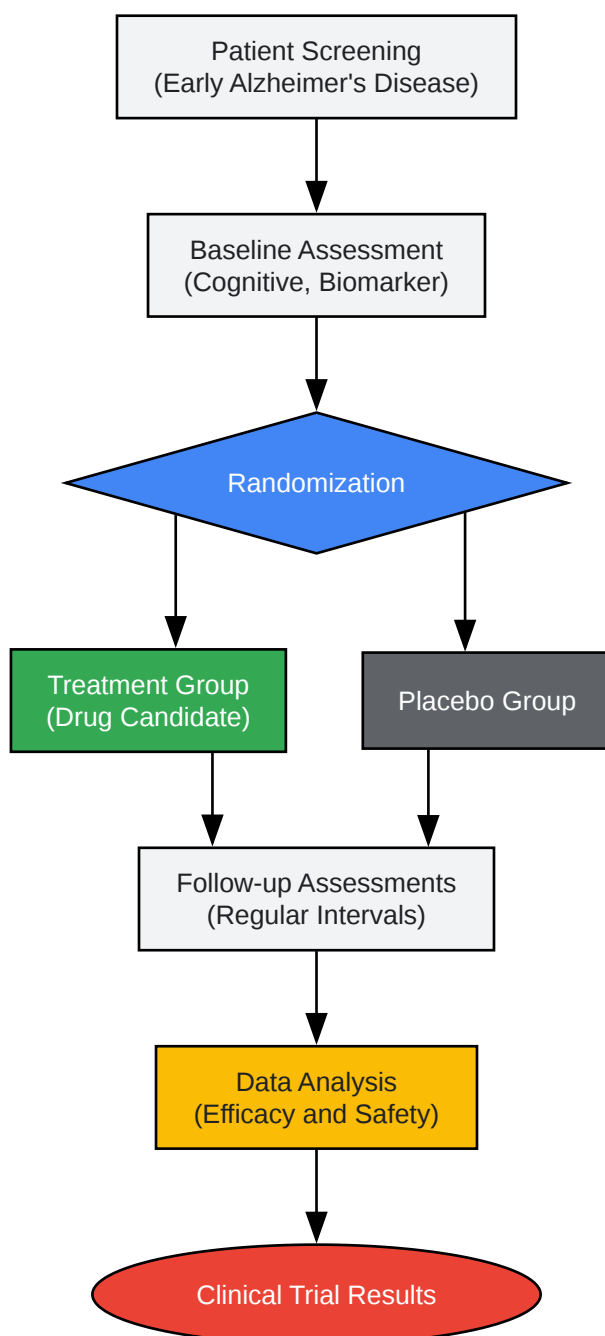 Patient Screening
(Early Alzheimer's Disease)
Baseline Assessment
(Cognitive, Biomarker)
Randomization
Treatment Group
(Drug Candidate)
Placebo Group
Follow-up Assessments
(Regular Intervals)
Data Analysis
(Efficacy and Safety)
Clinical Trial Results